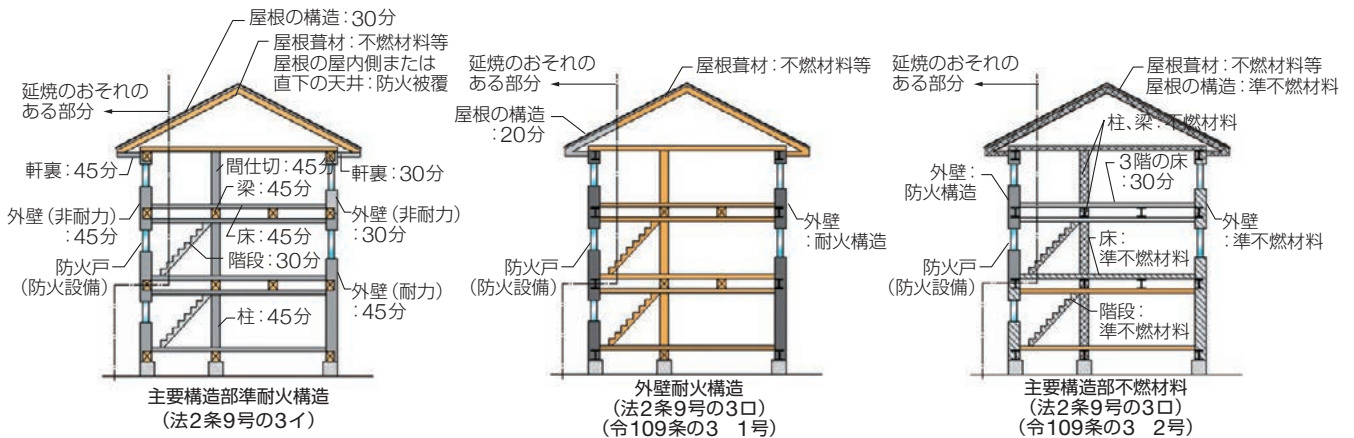 屋根の構造：30分
屋根葺材：不燃材料等
屋根の屋内側または
直下の天井：防火被覆
延焼のおそれの
ある部分
軒裏：45分
間仕切：45分
軒裏：30分
梁：45分
外壁（非耐力）
：45分
外壁（非耐力）
：30分
床：45分
階段：30分
防火戸
（防火設備）
外壁（耐力）
：45分
柱：45分
主要構造部準耐火構造
（法2条9号の3イ）
延焼のおそれの
ある部分
屋根葺材：不燃材料等
屋根の構造
：20分
外壁
：耐火構造
防火戸
（防火設備）
外壁耐火構造
（法2条9号の3ロ）
（令109条の3　1号）
延焼のおそれの
ある部分
屋根葺材：不燃材料等
屋根の構造：準不燃材料
柱、梁：不燃材料
3階の床
：30分
外壁：
防火構造
外壁
：準不燃材料
床：
準不燃材料
防火戸
（防火設備）
階段：
準不燃材料
主要構造部不燃材料
（法2条9号の3ロ）
（令109条の3　2号）